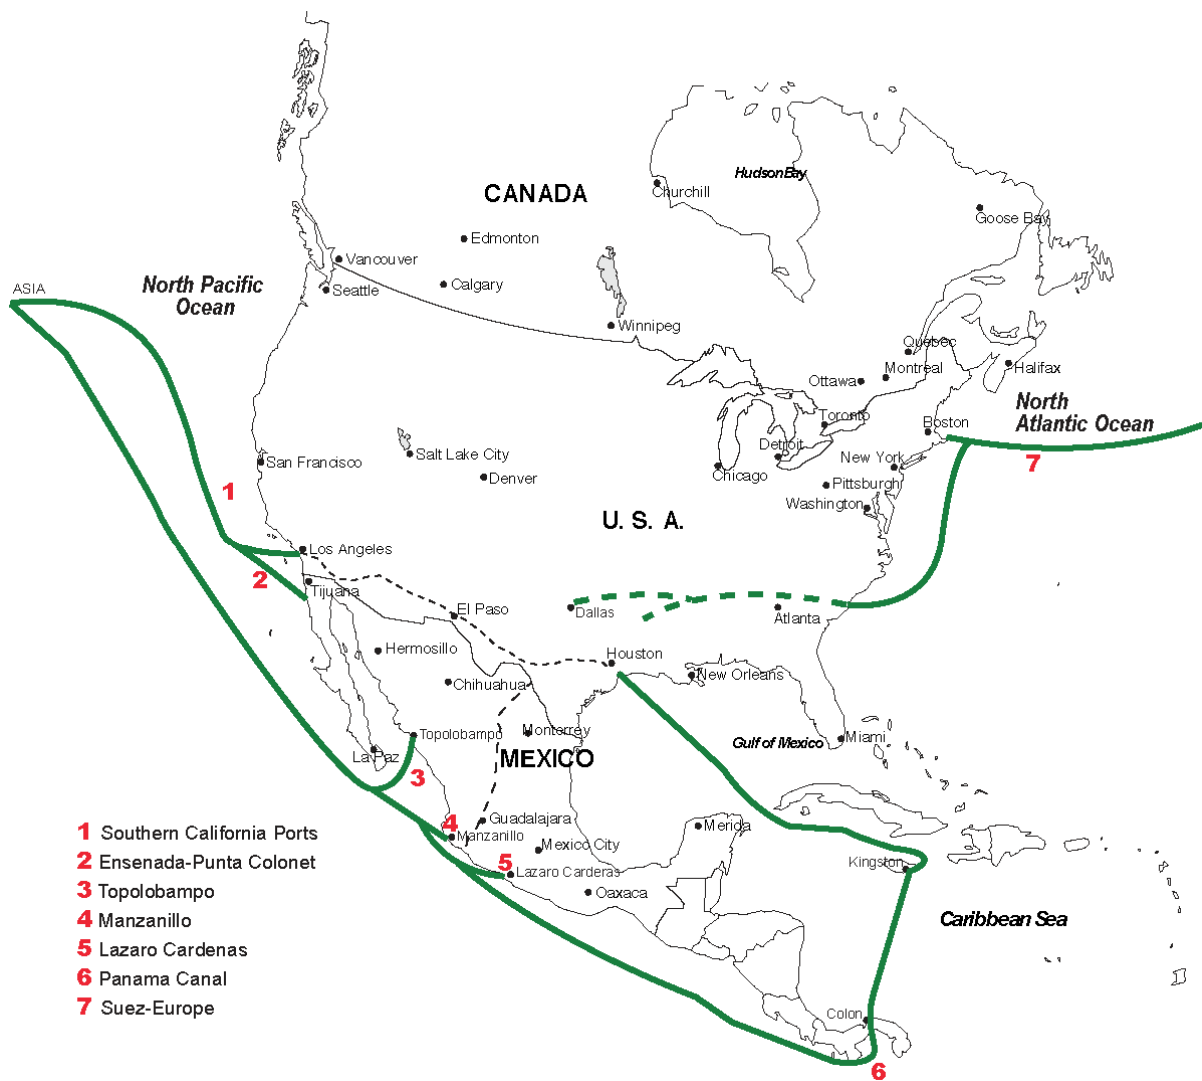 CANADA
HudsonBay
Churchill
Goose Bay
Edmonton
Vancouver
North Pacific
Ocean
Calgary
ASIA
Seattle
Winnipeg
Quebec
Halifax
Montreal
Ottawa
North
Atlantic Ocean
Toronto
Boston
Detroit
Salt Lake City
San Francisco
New York
7
Denver
Chicago
Pittsburgh
1
Washington
U. S. A.
Los Angeles
2
Tijuana
El Paso
Dallas
Atlanta
Hermosillo
Houston
New Orleans
Chihuahua
Topolobampo
Monterrey
Gulf of Mexico
Miami
La Paz
MEXICO
3
Guadalajara
4
Manzanillo
Merida
Mexico City
Kingston
5
Lazaro Carderas
Oaxaca
Caribbean Sea
Colon
6
1 Southern California Ports
2 Ensenada-Punta Colonet
3 Topolobampo
4 Manzanillo
5 Lazaro Cardenas
6 Panama Canal
7 Suez-Europe